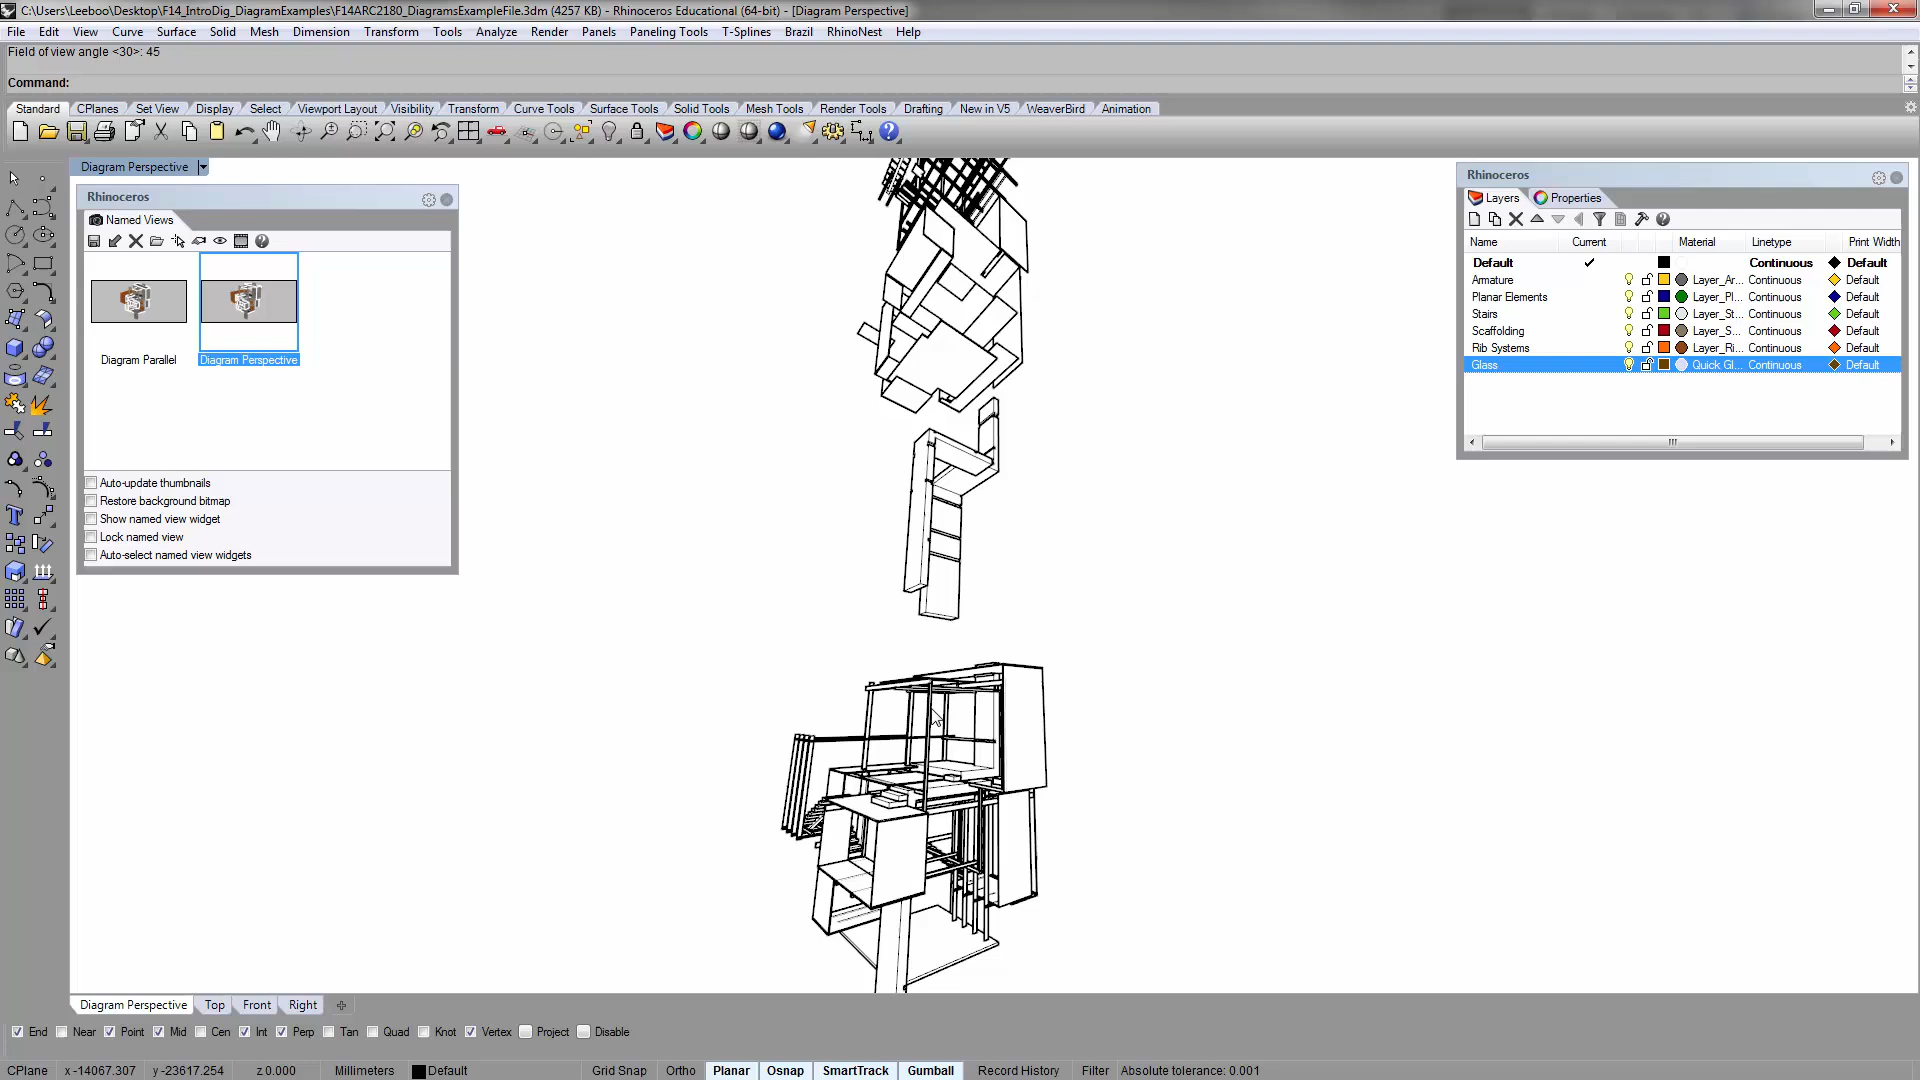 C:\Users\Leeboo\Desktop\F14_IntroDig_DiagramExamples\F14ARC2180_DiagramsExampleFile.3dm (4257 KB) - Rhinoceros Educational (64-bit) - [Diagram Perspective]
File Edit View Curve Surface Solid Mesh Dimension Transform Tools Analyze Render Panels Paneling Tools T-Splines Brazil RhinoNest Help
Field of view angle <30>: 45
Command:
Standard CPlanes Set View Display Select Viewport Layout Visibility Transform Curve Tools Surface Tools Solid Tools Mesh Tools Render Tools Drafting New in V5 WeaverBird Animation
Diagram Perspective
Rhinoceros
Named Views
Diagram Parallel
Diagram Perspective
Auto-update thumbnails
Restore background bitmap
Show named view widget
Lock named view
Auto-select named view widgets
Rhinoceros
Layers Properties
Name Current Material Linetype Print Width
Default Continuous Default
Armature Layer_Ar... Continuous Default
Planar Elements Layer_Pl... Continuous Default
Stairs Layer_St... Continuous Default
Scaffolding Layer_S... Continuous Default
Rib Systems Layer_Ri... Continuous Default
Glass Quick Gl... Continuous Default
Diagram Perspective Top Front Right
End Near Point Mid Cen Int Perp Tan Quad Knot Vertex Project Disable
CPlane x -14067.307 y -23617.254 z 0.000 Millimeters Default Grid Snap Ortho Planar Osnap SmartTrack Gumball Record History Filter Absolute tolerance: 0.001